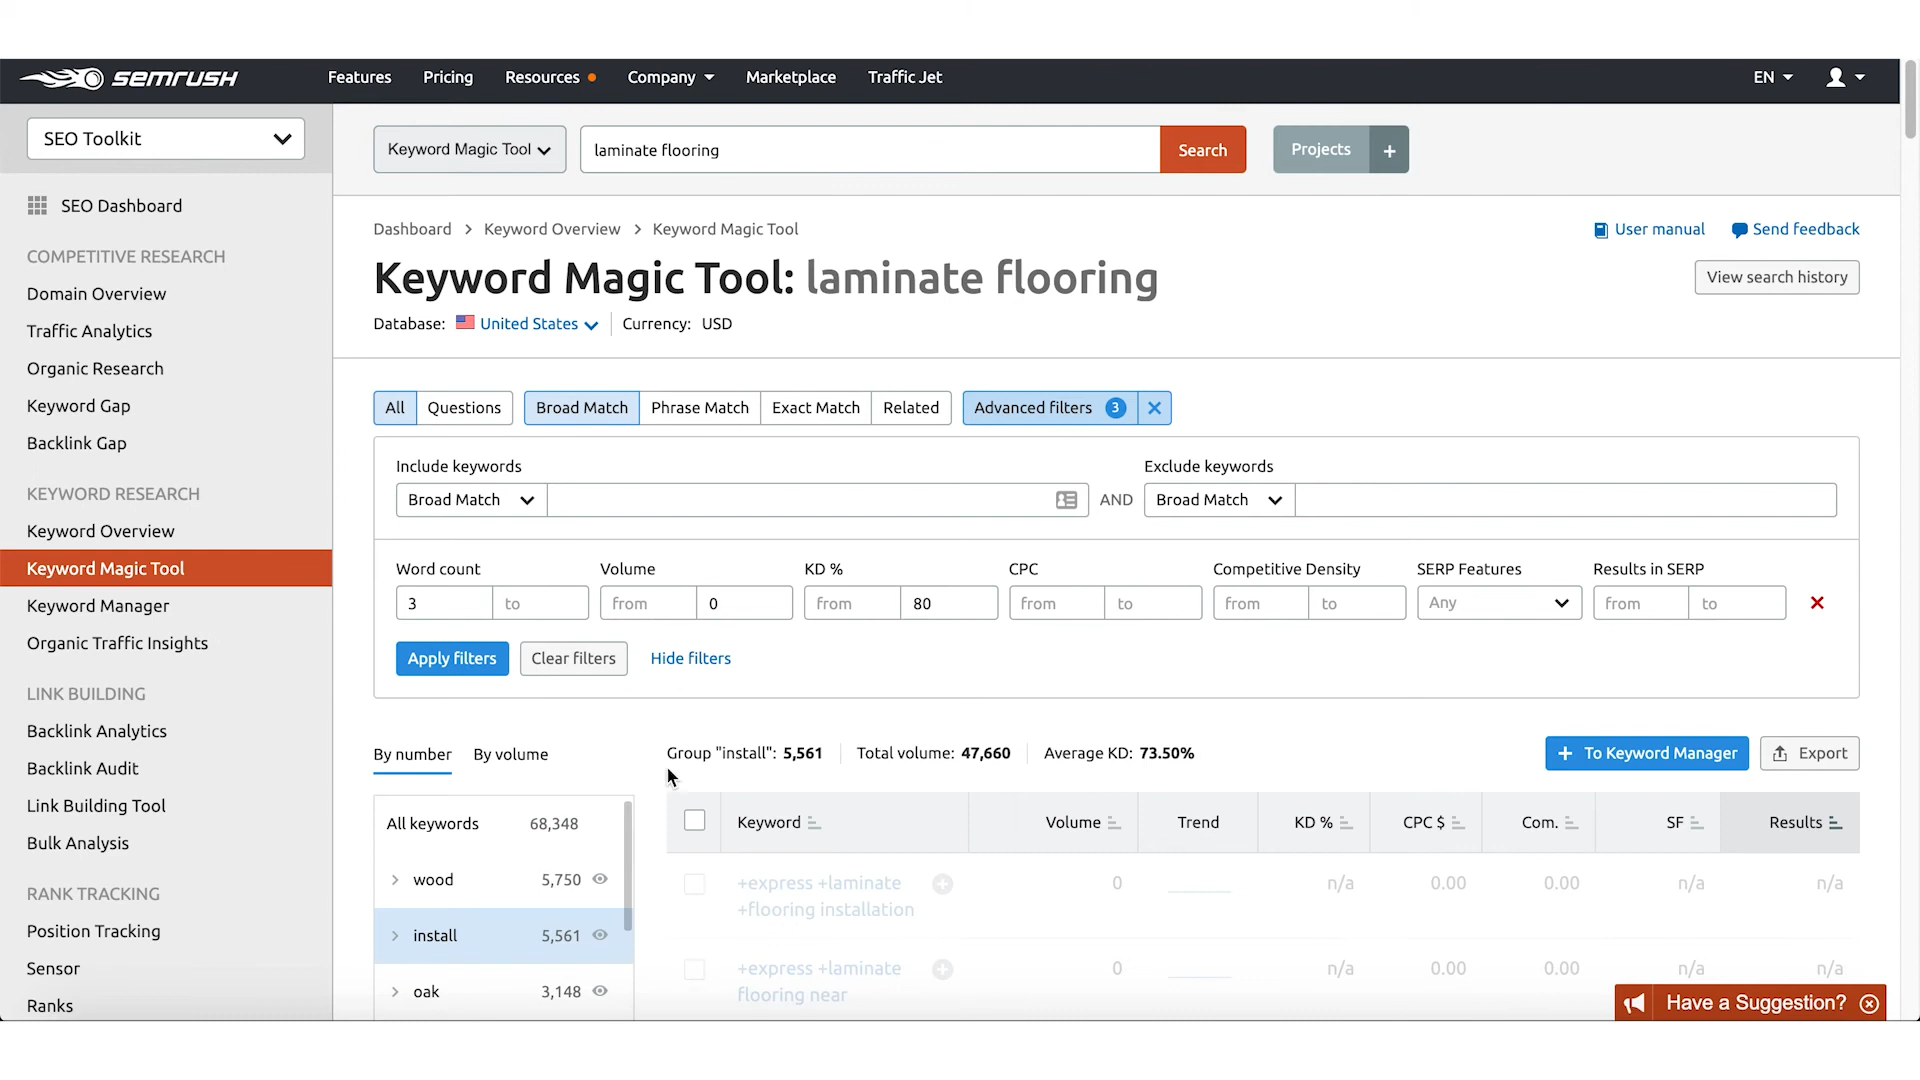 semrush Features Pricing Resources Company Marketplace Traffic Jet EN
SEO Toolkit
Keyword Magic Tool laminate flooring Search Projects +
SEO Dashboard
COMPETITIVE RESEARCH
Domain Overview
Traffic Analytics
Organic Research
Keyword Gap
Backlink Gap
KEYWORD RESEARCH
Keyword Overview
Keyword Magic Tool
Keyword Manager
Organic Traffic Insights
LINK BUILDING
Backlink Analytics
Backlink Audit
Link Building Tool
Bulk Analysis
RANK TRACKING
Position Tracking
Sensor
Ranks
Dashboard > Keyword Overview > Keyword Magic Tool User manual Send feedback
Keyword Magic Tool: laminate flooring View search history
Database: United States Currency: USD
All Questions Broad Match Phrase Match Exact Match Related Advanced filters 3
Include keywords Exclude keywords
Broad Match AND Broad Match
Word count Volume KD % CPC Competitive Density SERP Features Results in SERP
3 to from 0 from 80 from to from to Any from to
Apply filters Clear filters Hide filters
By number By volume Group "install": 5,561 Total volume: 47,660 Average KD: 73.50% + To Keyword Manager Export
All keywords 68,348
wood 5,750
install 5,561
oak 3,148
Keyword Volume Trend KD % CPC $ Com. SF Results
+express +laminate 0 n/a 0.00 0.00 n/a n/a
+flooring installation
+express +laminate 0 n/a 0.00 0.00 n/a n/a
flooring near
Have a Suggestion?